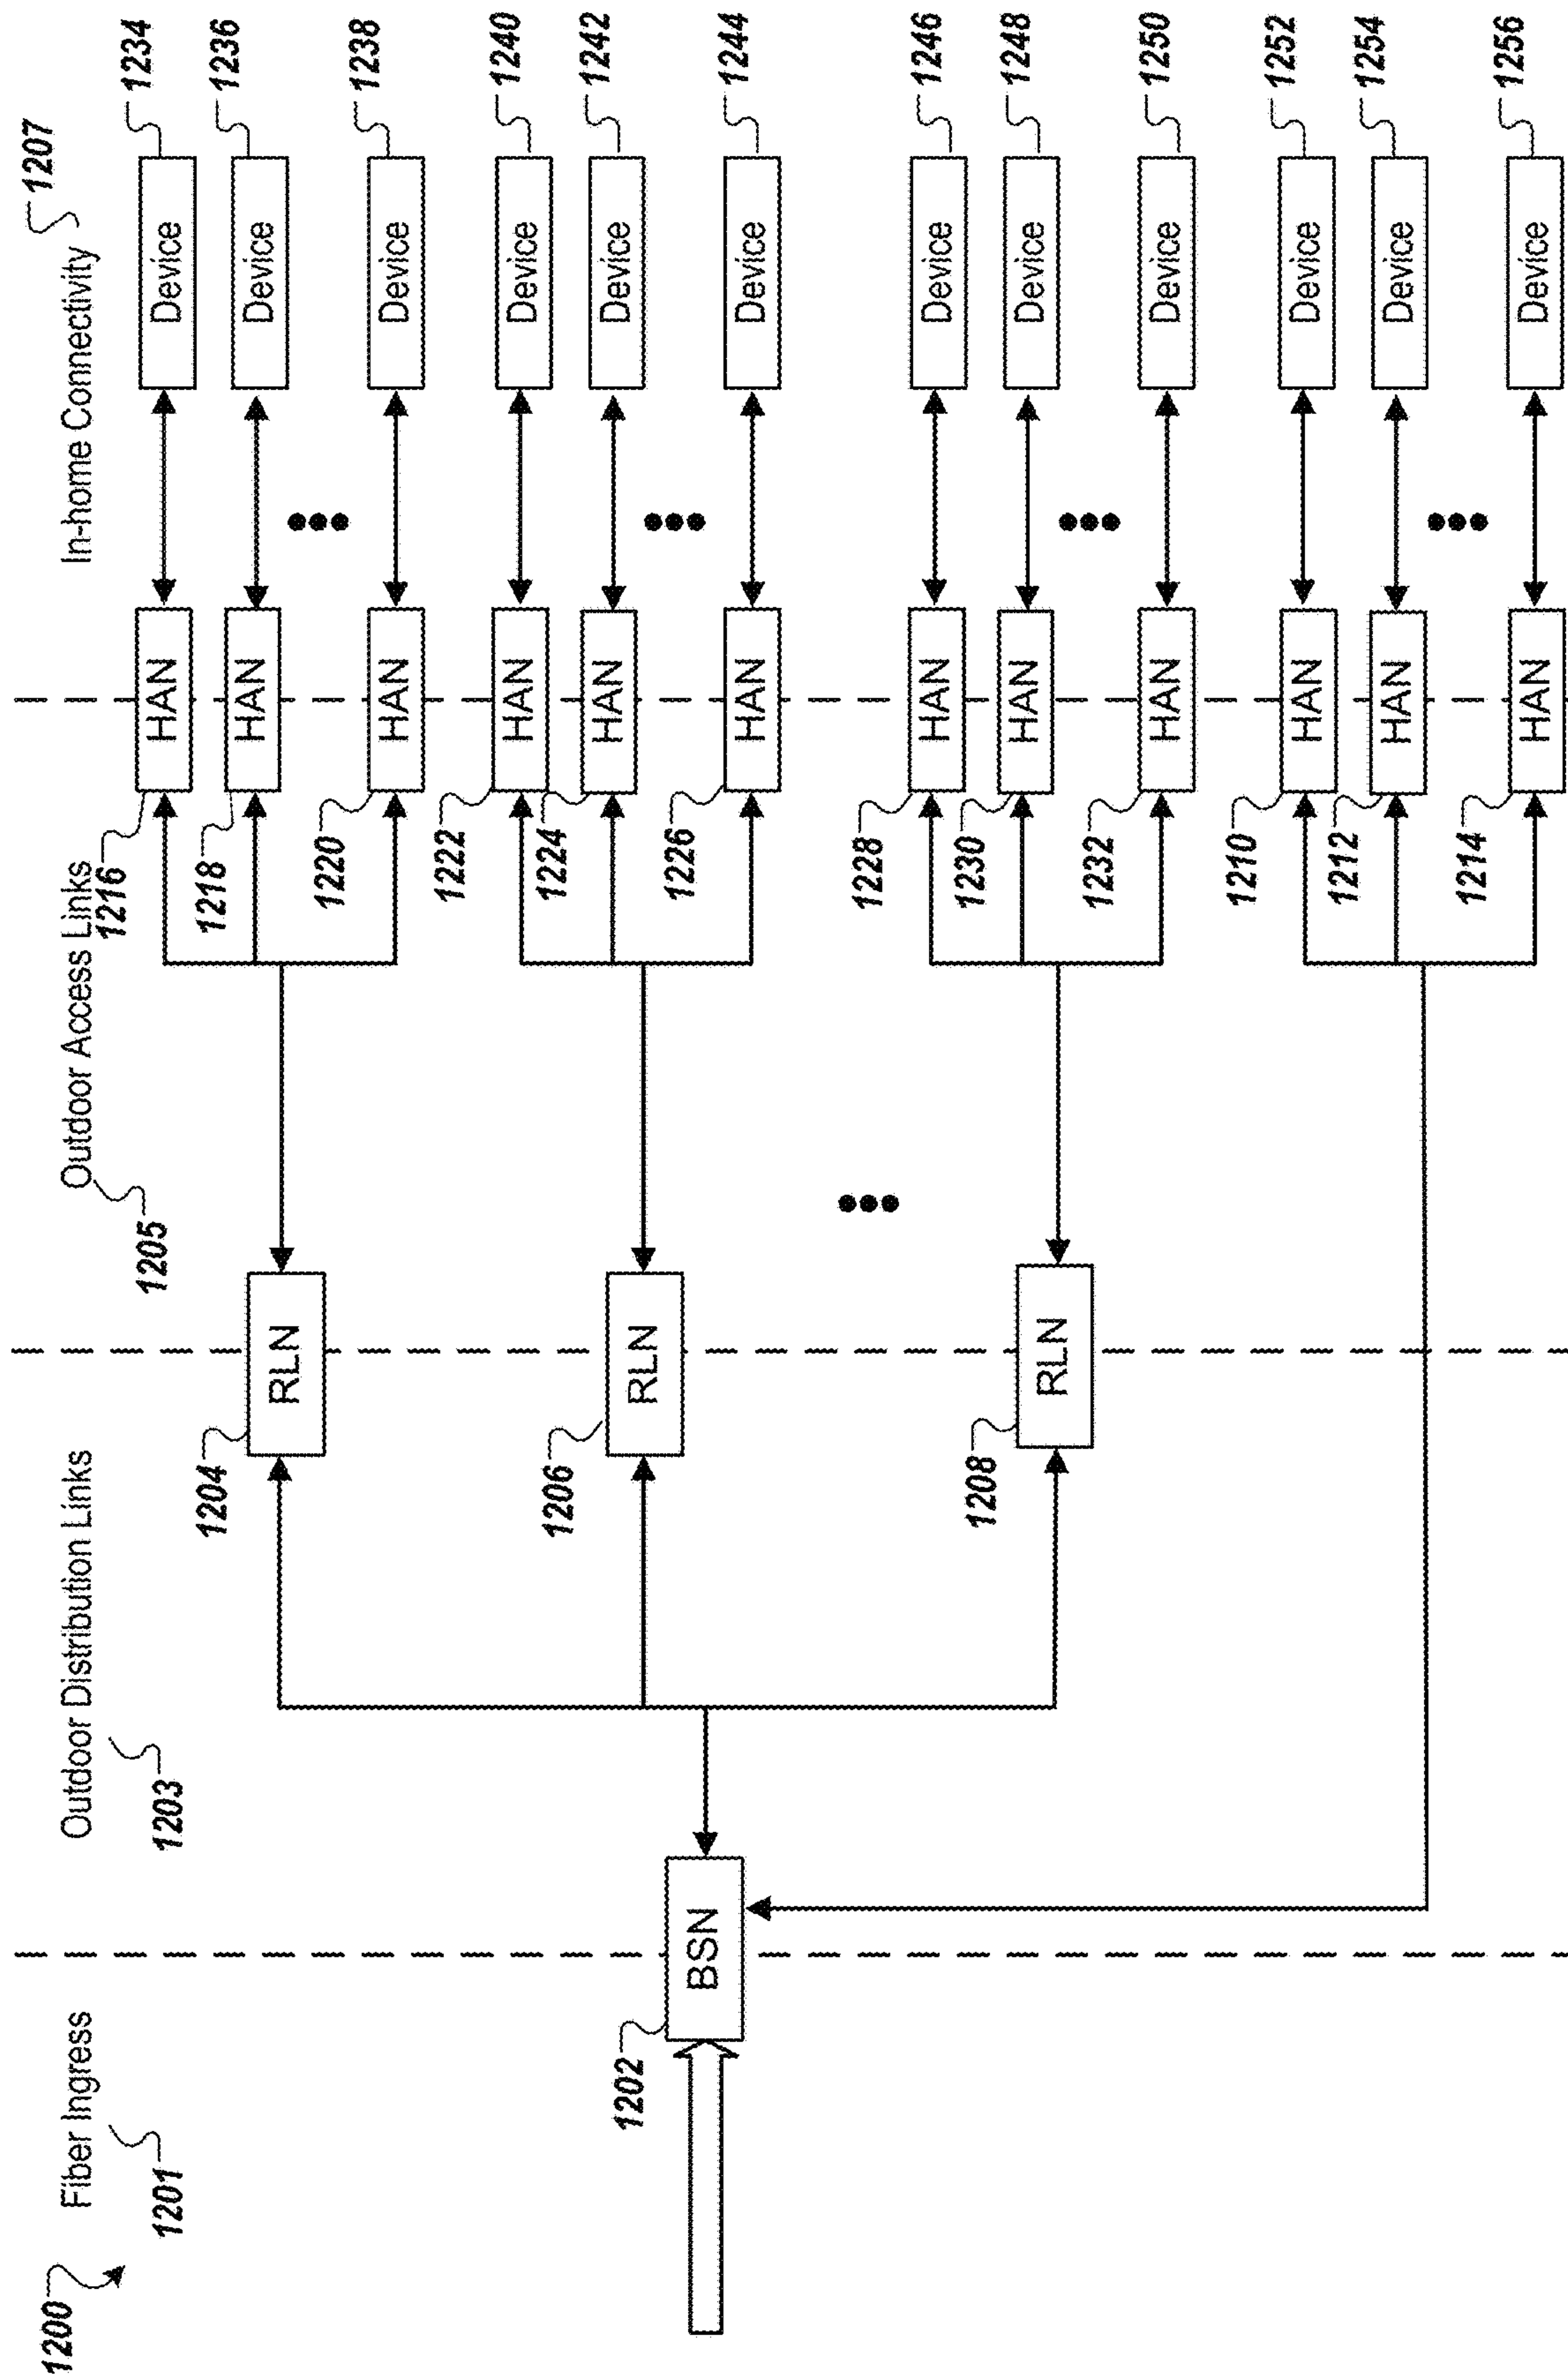 1200
Fiber Ingress
1201
Outdoor Distribution Links
1203
Outdoor Access Links
1205
In-home Connectivity
1207
1216
HAN
Device
1234
1218
HAN
Device
1236
1204
RLN
1220
HAN
Device
1238
1222
HAN
Device
1240
1224
HAN
Device
1242
1206
RLN
1202
BSN
1226
HAN
Device
1244
1228
HAN
Device
1246
1230
HAN
Device
1248
1208
RLN
1232
HAN
Device
1250
1210
HAN
Device
1252
1212
HAN
Device
1254
1214
HAN
Device
1256